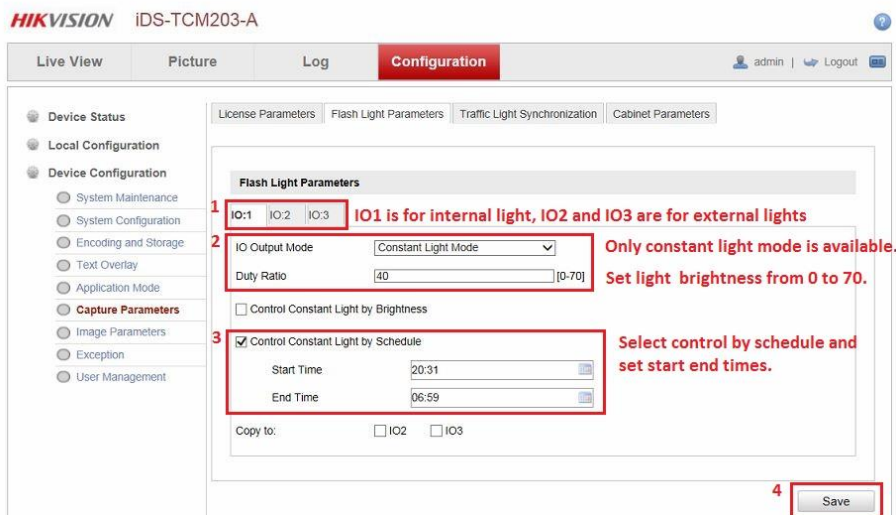 HIKVISION iDS-TCM203-A
Live View Picture Log Configuration admin | Logout
Device Status
Local Configuration
Device Configuration
System Maintenance
System Configuration
Encoding and Storage
Text Overlay
Application Mode
Capture Parameters
Image Parameters
Exception
User Management
License Parameters Flash Light Parameters Traffic Light Synchronization Cabinet Parameters
Flash Light Parameters
1 IO:1 IO:2 IO:3 IO1 is for internal light, IO2 and IO3 are for external lights
2 IO Output Mode Constant Light Mode Only constant light mode is available.
Duty Ratio 40 [0-70] Set light brightness from 0 to 70.
Control Constant Light by Brightness
3 Control Constant Light by Schedule Select control by schedule and
set start end times.
Start Time 20:31
End Time 06:59
Copy to: IO2 IO3
4 Save